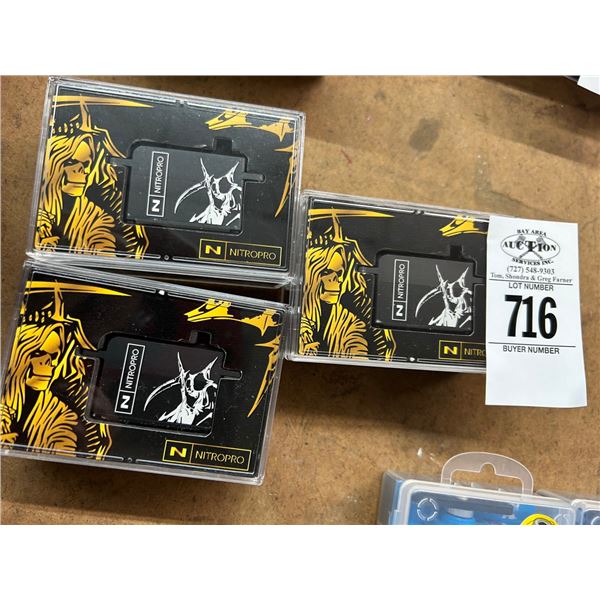 N NITROPRO
N NITROPRO
N NITROPRO
N NITRO
N NITROPRO
N NITROPRO
BAY AREA
AUCTION
SERVICES INC.
(727) 548-9303
Tom, Shondra & Greg Farner
LOT NUMBER
716
BUYER NUMBER